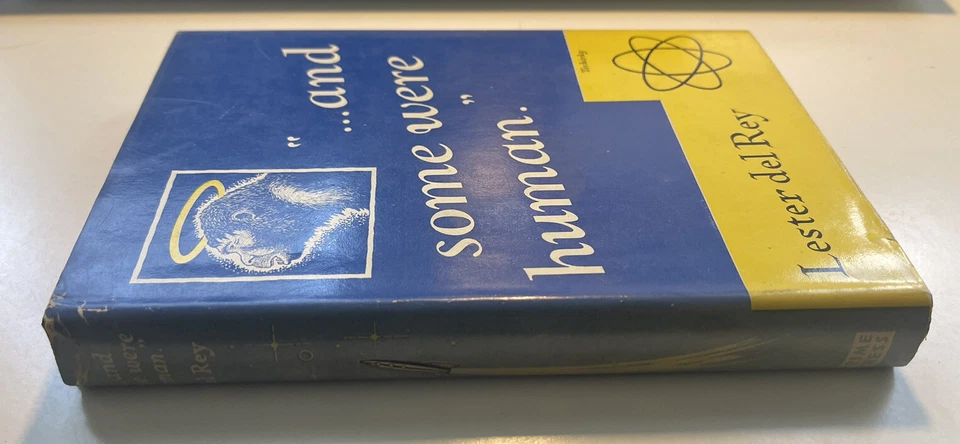 "...and
some were
human."
Lester del Rey